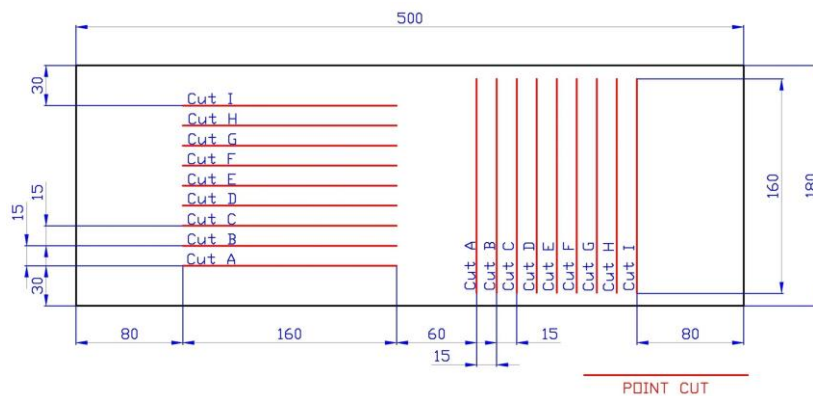 500
30
Cut I
Cut H
Cut G
Cut F
Cut E
Cut D
Cut C
Cut B
Cut A
15
15
30
Cut A
Cut B
Cut C
Cut D
Cut E
Cut F
Cut G
Cut H
Cut I
160
180
80
160
60
15
15
80
POINT CUT